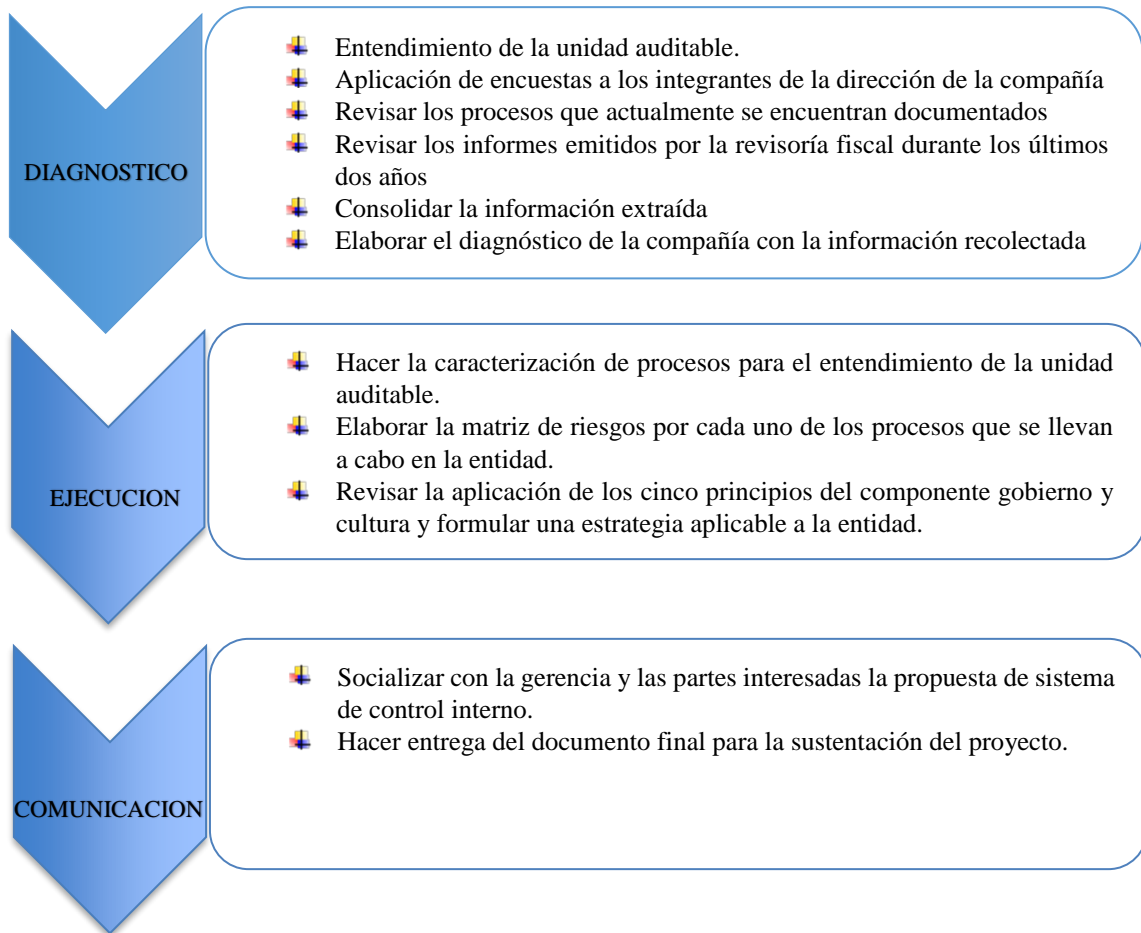 DIAGNOSTICO
Entendimiento de la unidad auditable.
Aplicación de encuestas a los integrantes de la dirección de la compañía
Revisar los procesos que actualmente se encuentran documentados
Revisar los informes emitidos por la revisoría fiscal durante los últimos
dos años
Consolidar la información extraída
Elaborar el diagnóstico de la compañía con la información recolectada
EJECUCION
Hacer la caracterización de procesos para el entendimiento de la unidad
auditable.
Elaborar la matriz de riesgos por cada uno de los procesos que se llevan
a cabo en la entidad.
Revisar la aplicación de los cinco principios del componente gobierno y
cultura y formular una estrategia aplicable a la entidad.
COMUNICACION
Socializar con la gerencia y las partes interesadas la propuesta de sistema
de control interno.
Hacer entrega del documento final para la sustentación del proyecto.